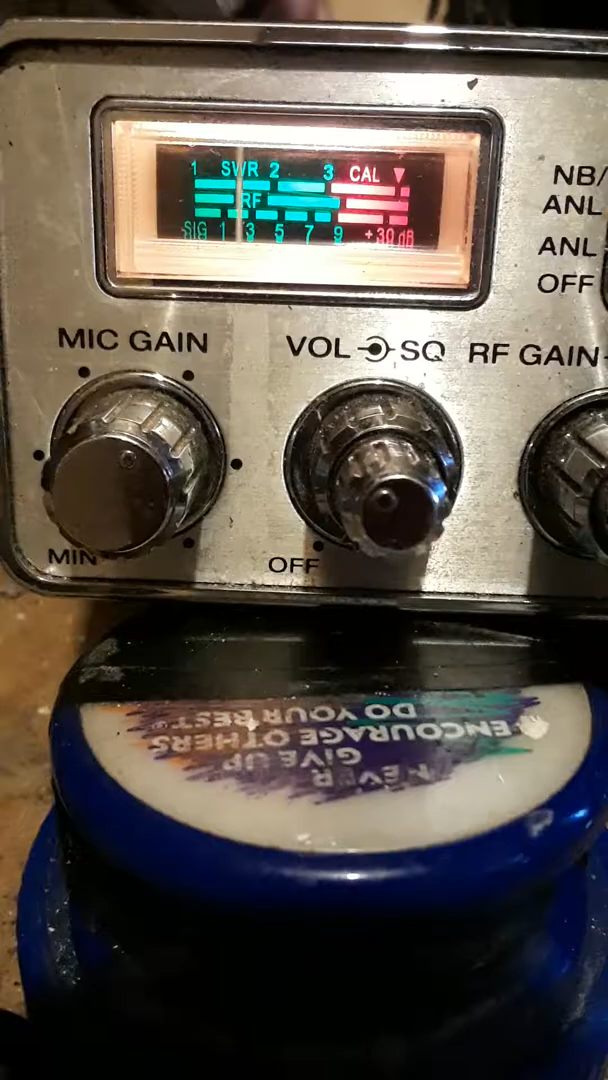 1 SWR 2 3 CAL
RF
SIG 1 3 5 7 9 +30 dB
NB/
ANL
ANL
OFF
MIC GAIN
VOL SQ
RF GAIN
MIN
OFF
NEVER
GIVE UP
ENCOURAGE OTHERS
DO YOUR BEST